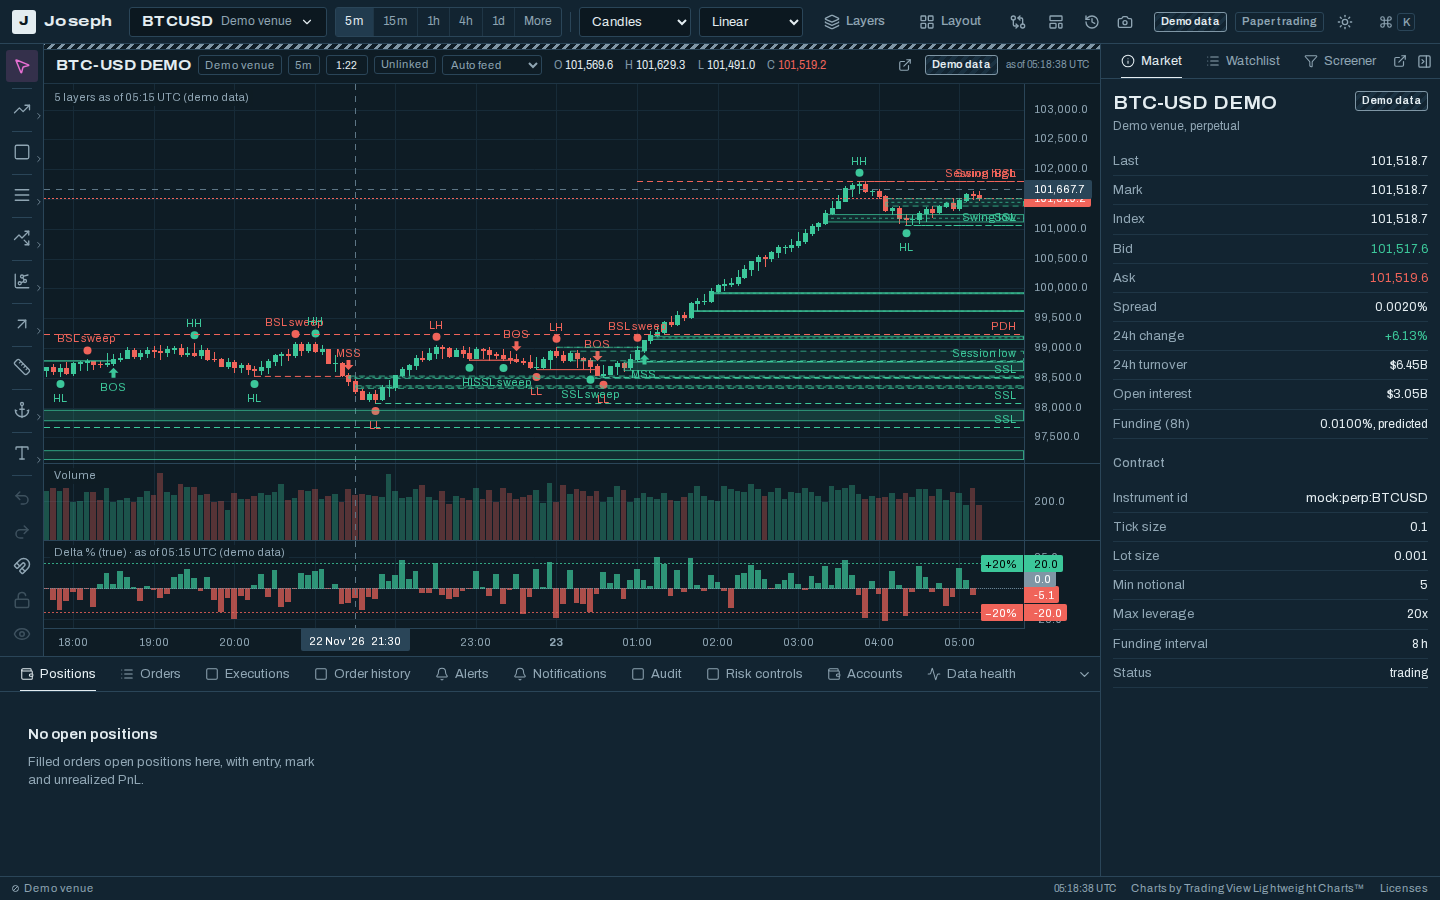 J Joseph
BTCUSD Demo venue
5m 15m 1h 4h 1d More
Candles
Linear
Layers
Layout
Demo data
Paper trading
⌘ K
BTC-USD DEMO
Demo venue
5m
1:22
Unlinked
Auto feed
O 101,569.6 H 101,629.3 L 101,491.0 C 101,519.2
Demo data
as of 05:18:38 UTC
5 layers as of 05:15 UTC (demo data)
103,000.0
102,500.0
102,000.0
101,667.7
101,000.0
100,500.0
100,000.0
99,500.0
99,000.0
98,500.0
98,000.0
97,500.0
HH
Swing high
SSL
HL
HH
BSL sweep
LH
BOS
LH
BSL sweep
PDH
BSL sweep
MSS
BOS
Session low
BOS
SSL sweep
MSS
SSL
HL
HL
LL
SSL sweep
LL
SSL
LL
SSL
Volume
200.0
Delta % (true) · as of 05:15 UTC (demo data)
+20% 20.0
0.0
-5.1
−20% -20.0
18:00
19:00
20:00
22 Nov '26 21:30
23:00
23
01:00
02:00
03:00
04:00
05:00
Market
Watchlist
Screener
BTC-USD DEMO
Demo data
Demo venue, perpetual
Last 101,518.7
Mark 101,518.7
Index 101,518.7
Bid 101,517.6
Ask 101,519.6
Spread 0.0020%
24h change +6.13%
24h turnover $6.45B
Open interest $3.05B
Funding (8h) 0.0100%, predicted
Contract
Instrument id mock:perp:BTCUSD
Tick size 0.1
Lot size 0.001
Min notional 5
Max leverage 20x
Funding interval 8 h
Status trading
Positions
Orders
Executions
Order history
Alerts
Notifications
Audit
Risk controls
Accounts
Data health
No open positions
Filled orders open positions here, with entry, mark
and unrealized PnL.
Demo venue
05:18:38 UTC
Charts by TradingView Lightweight Charts™
Licenses